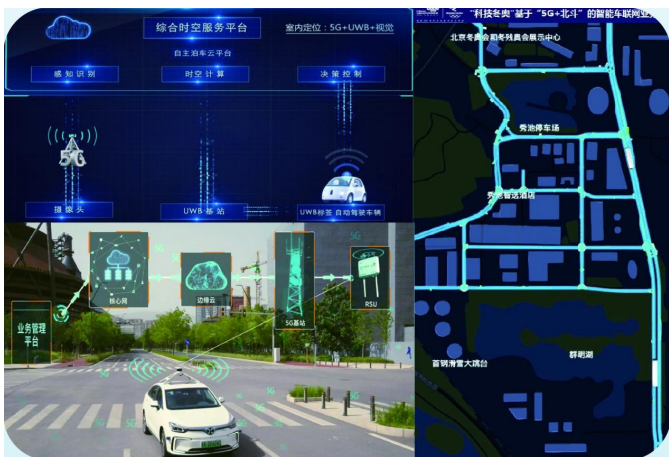 综合时空服务平台
室内定位：5G+UWB+视觉
自主泊车云平台
感知识别
时空计算
决策控制
5G
摄像头
UWB基站
UWB标签 自动驾驶车辆
核心网
边缘云
5G基站
RSU
业务管理
平台
5G
5G
5G
5G
"科技冬奥"基于"5G+北斗"的智能车联网业
北京冬奥会和冬残奥会展示中心
秀池停车场
首钢滑雪大跳台
群明湖